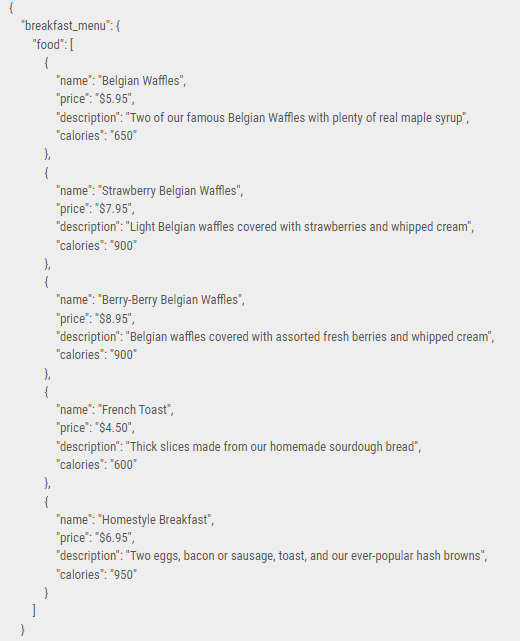 {
"breakfast_menu": {
"food": [
{
"name": "Belgian Waffles",
"price": "$5.95",
"description": "Two of our famous Belgian Waffles with plenty of real maple syrup",
"calories": "650"
},
{
"name": "Strawberry Belgian Waffles",
"price": "$7.95",
"description": "Light Belgian waffles covered with strawberries and whipped cream",
"calories": "900"
},
{
"name": "Berry-Berry Belgian Waffles",
"price": "$8.95",
"description": "Belgian waffles covered with assorted fresh berries and whipped cream",
"calories": "900"
},
{
"name": "French Toast",
"price": "$4.50",
"description": "Thick slices made from our homemade sourdough bread",
"calories": "600"
},
{
"name": "Homestyle Breakfast",
"price": "$6.95",
"description": "Two eggs, bacon or sausage, toast, and our ever-popular hash browns",
"calories": "950"
}
]
}